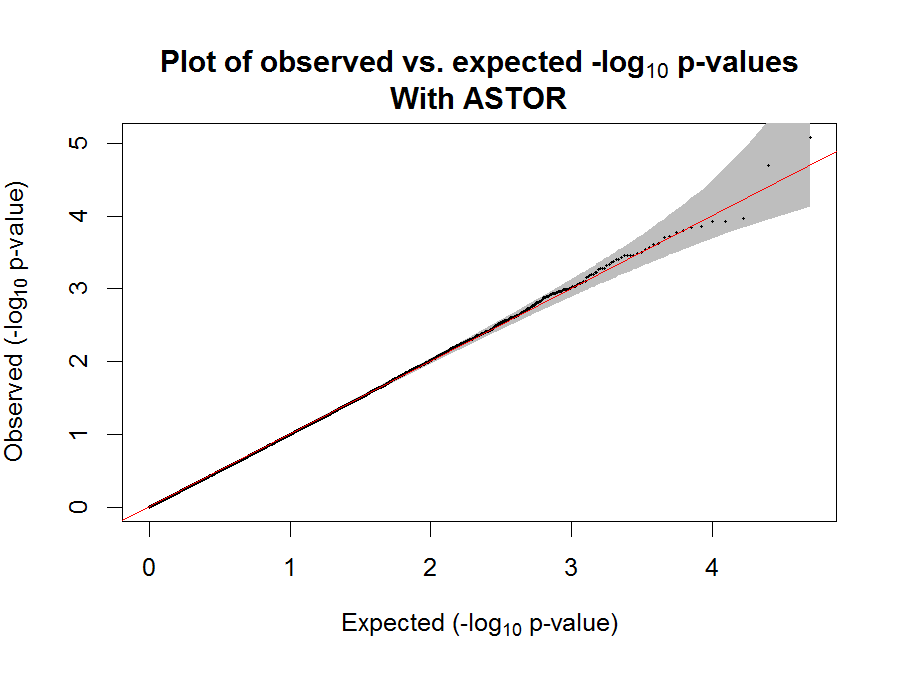 Plot of observed vs. expected -log10 p-values
With ASTOR
Observed (-log10 p-value)
5
4
3
2
1
0
0 1 2 3 4
Expected (-log10 p-value)